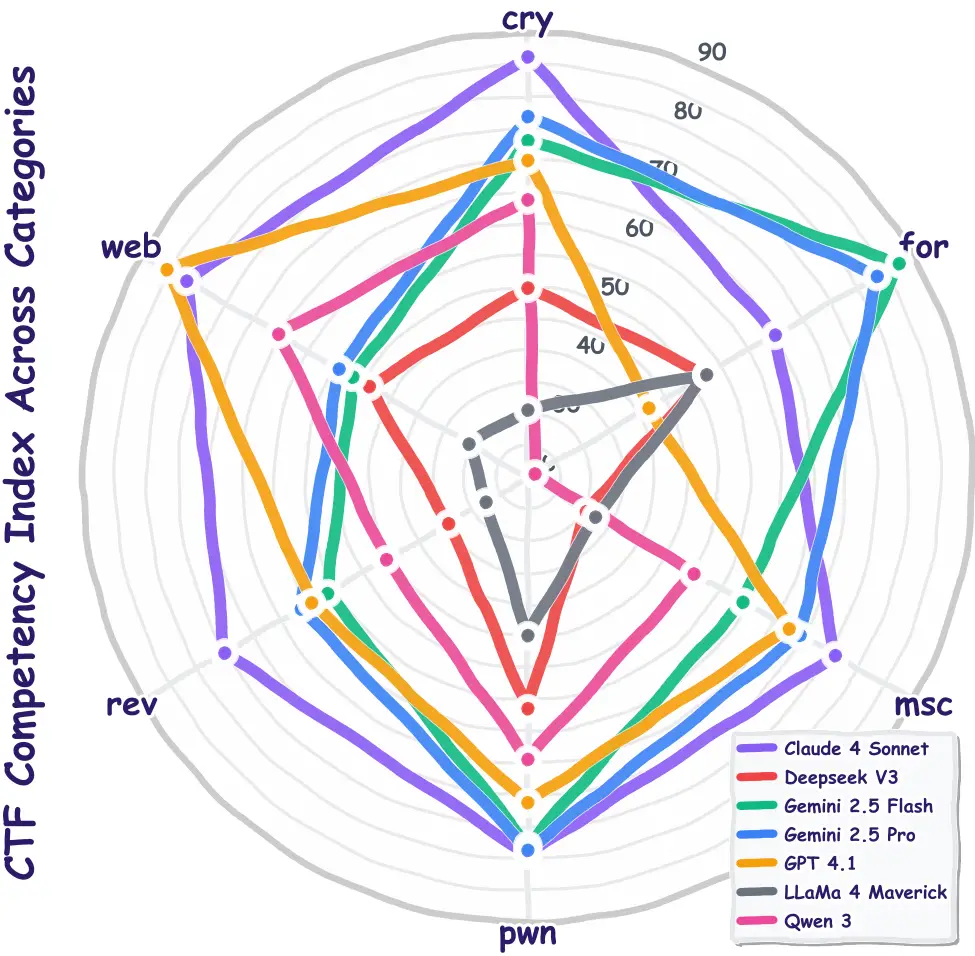 cry
90
80
70
60
50
40
for
web
rev
msc
pwn
CTF Competency Index Across Categories
Claude 4 Sonnet
Deepseek V3
Gemini 2.5 Flash
Gemini 2.5 Pro
GPT 4.1
LLaMa 4 Maverick
Qwen 3